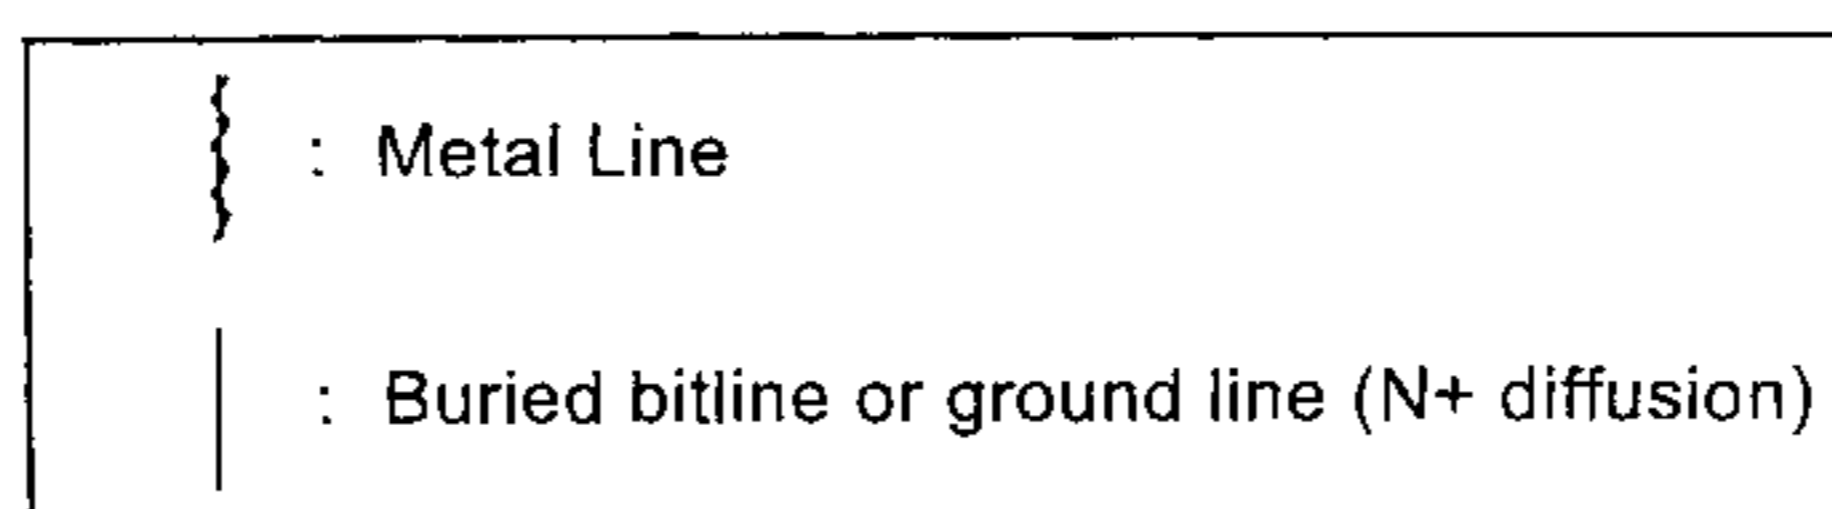 : Metal Line
: Buried bitline or ground line (N+ diffusion)